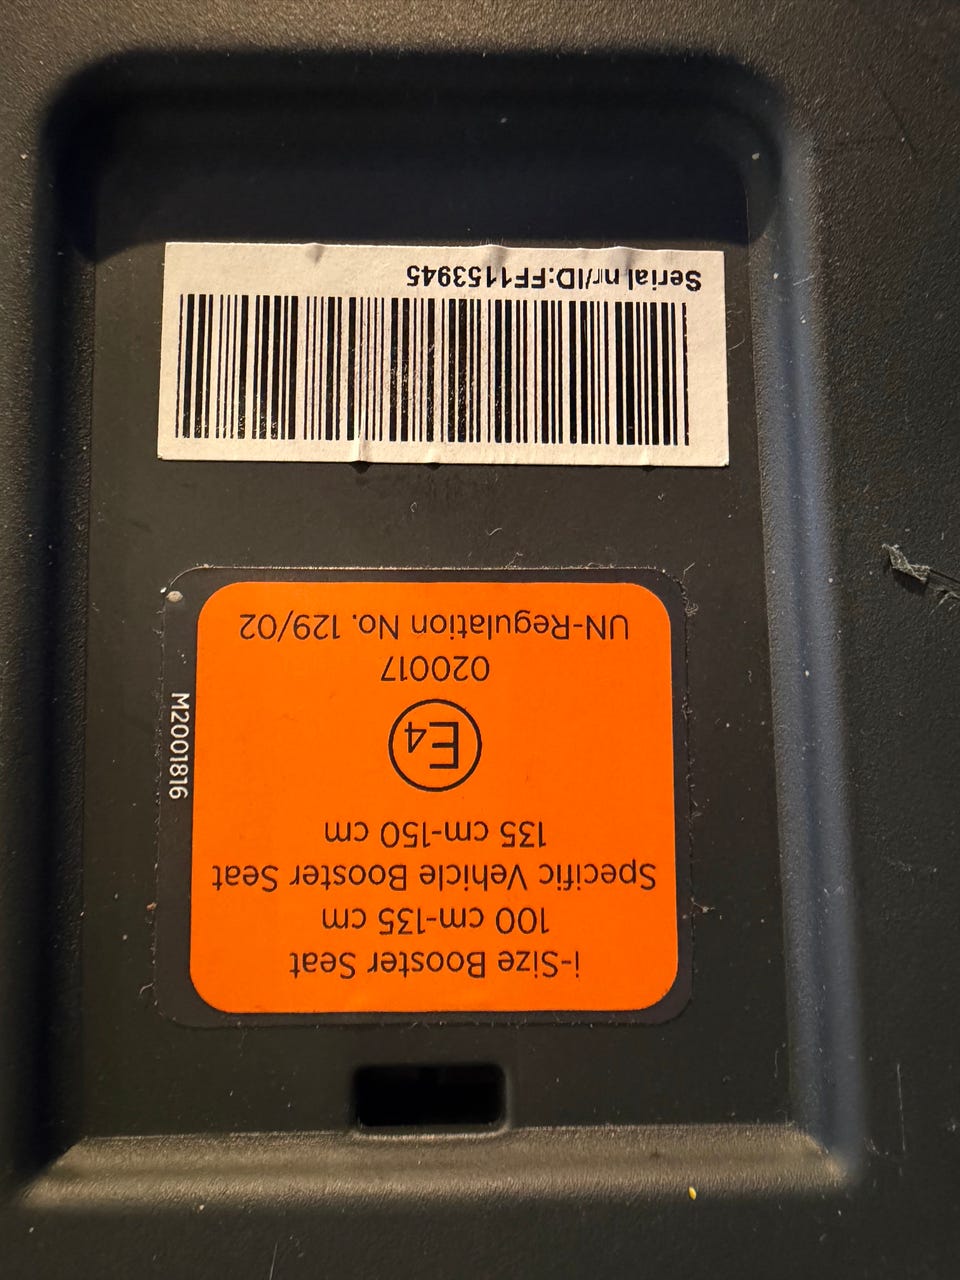 i-Size Booster Seat
100 cm-135 cm
Specific Vehicle Booster Seat
135 cm-150 cm
E4
020017
UN-Regulation No. 129/02
M2001816
Serial nr/ID:FF1153945